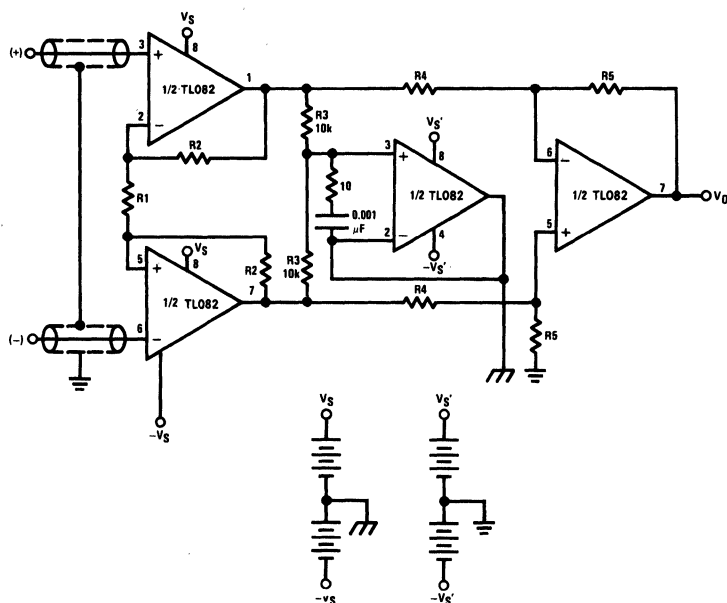 VS
8
(+)
3
+
1/2 TL082
1
2
−
R2
R1
R4
R5
R3
10k
VS'
8
3
+
10
1/2 TL082
0.001
μF
2
−
4
−VS'
6
−
1/2 TL082
7
VO
5
+
VS
8
5
+
R2
R3
10k
1/2 TL082
7
R4
(−)
6
−
R5
−VS
VS
VS'
−VS
−VS'